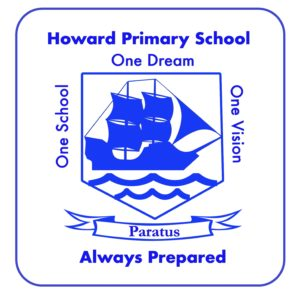 Howard Primary School
One Dream
One School
One Vision
Paratus
Always Prepared